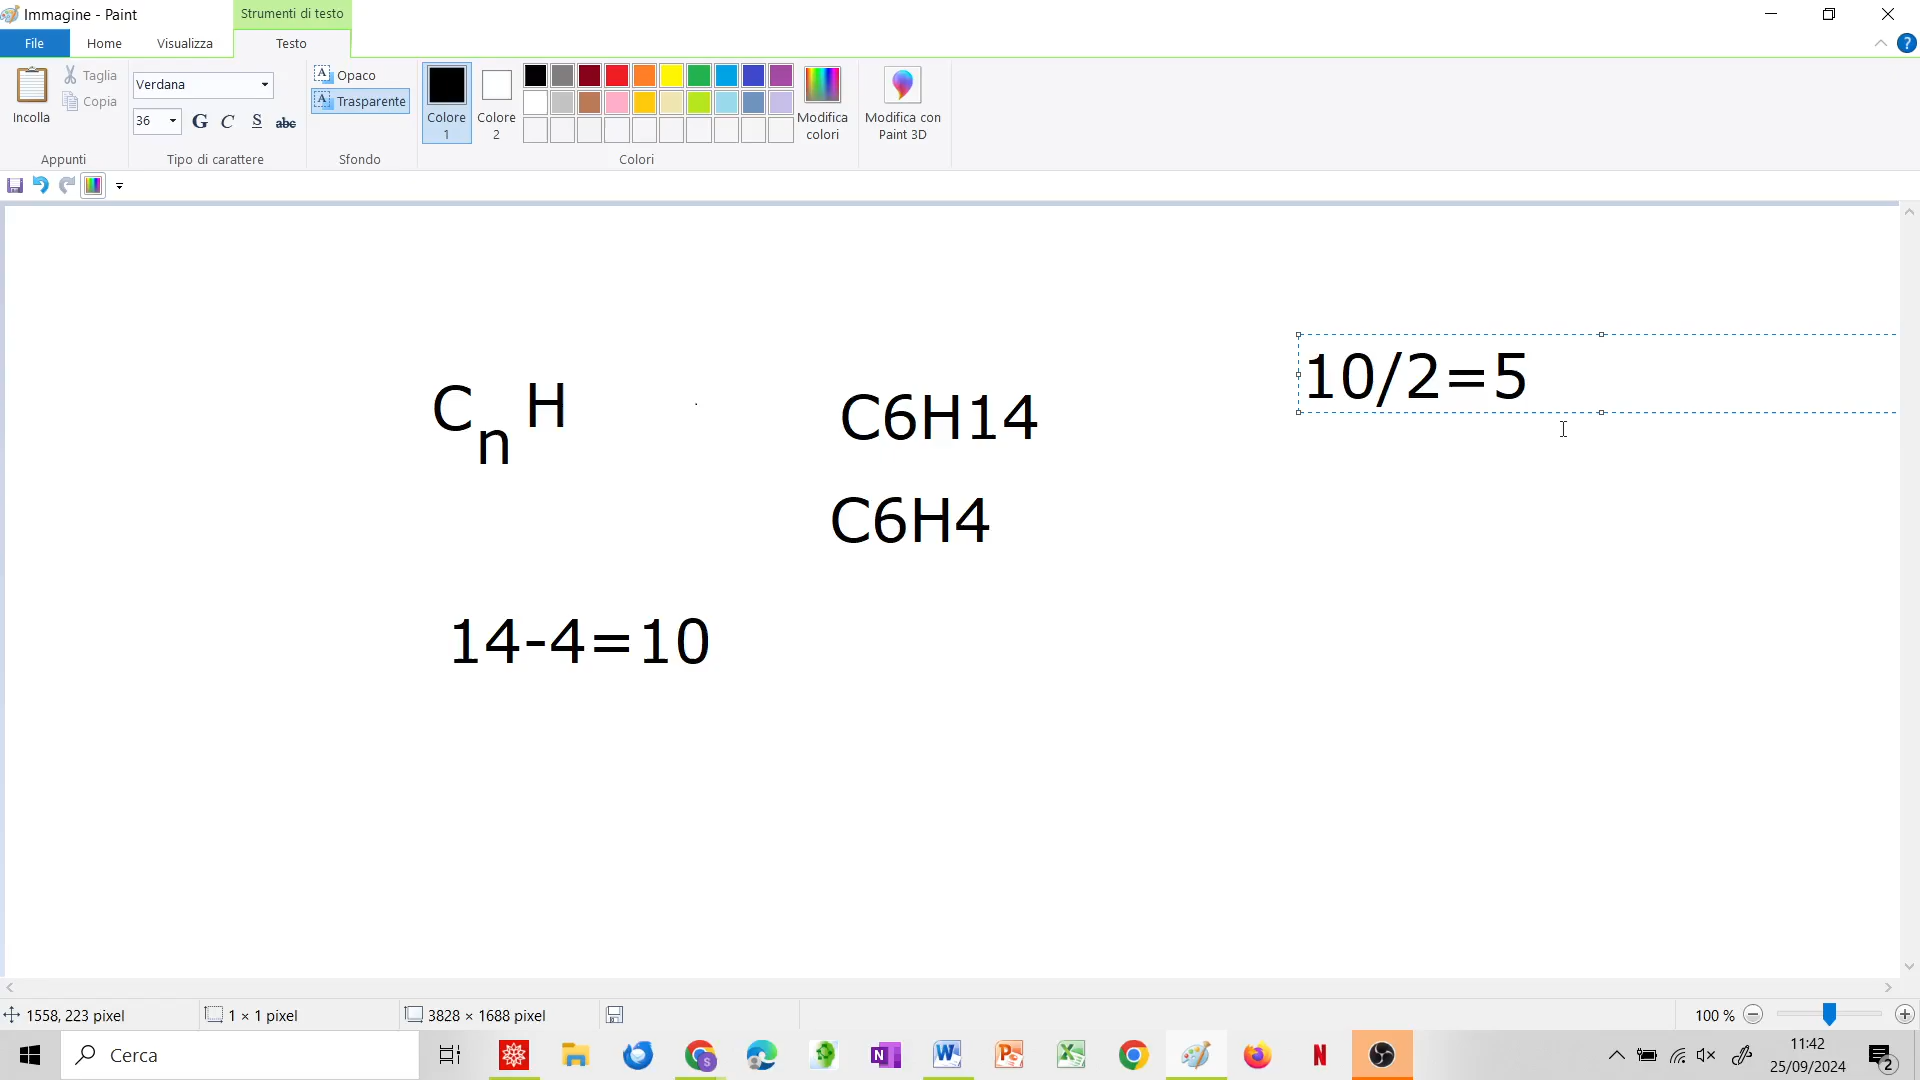 Immagine - Paint
Strumenti di testo
File
Home
Visualizza
Testo
Incolla
Taglia
Copia
Appunti
Verdana
36
G C S abc
Tipo di carattere
Opaco
Trasparente
Sfondo
Colore 1
Colore 2
Modifica colori
Colori
Modifica con Paint 3D
10/2=5
CnH
C6H14
C6H4
14-4=10
1558, 223 pixel
1 × 1 pixel
3828 × 1688 pixel
100 %
Cerca
11:42
25/09/2024
2